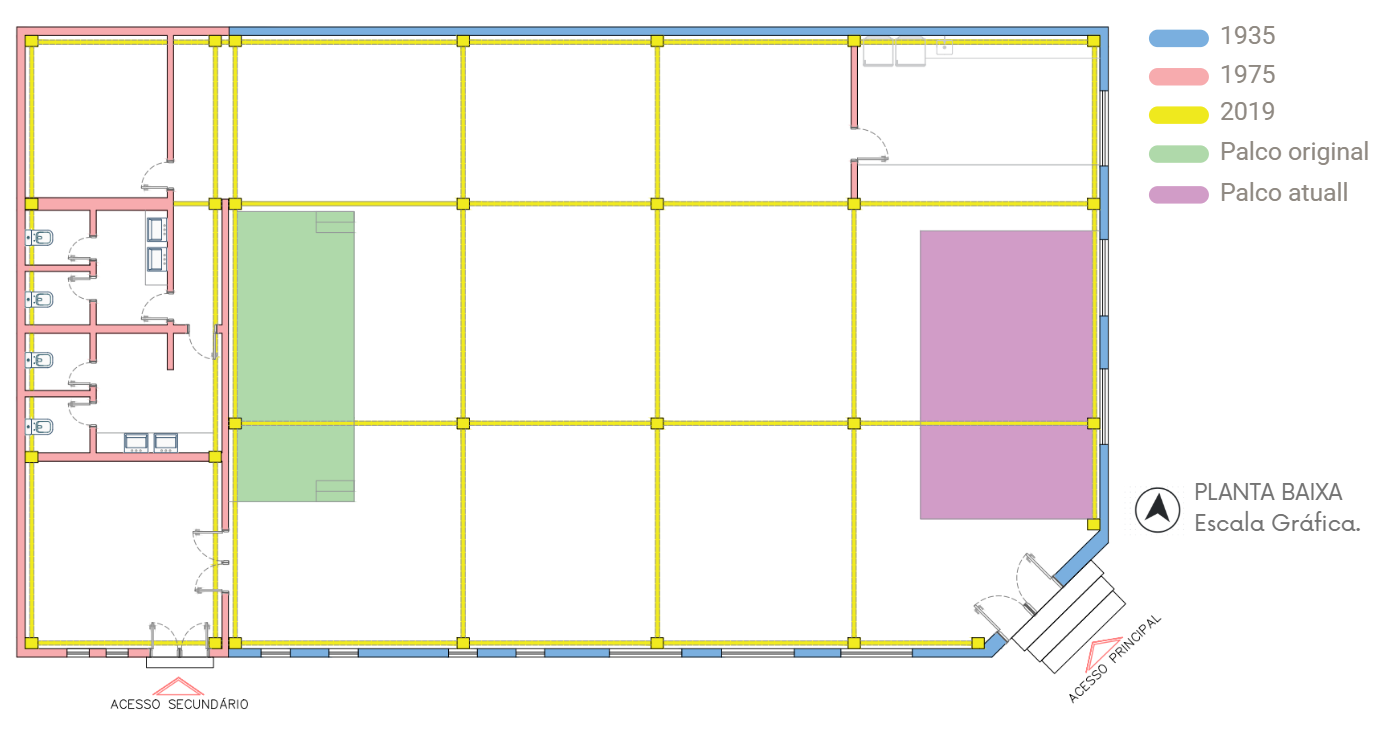 1935
1975
2019
Palco original
Palco atuall
PLANTA BAIXA
Escala Gráfica.
ACESSO PRINCIPAL
ACESSO SECUNDÁRIO